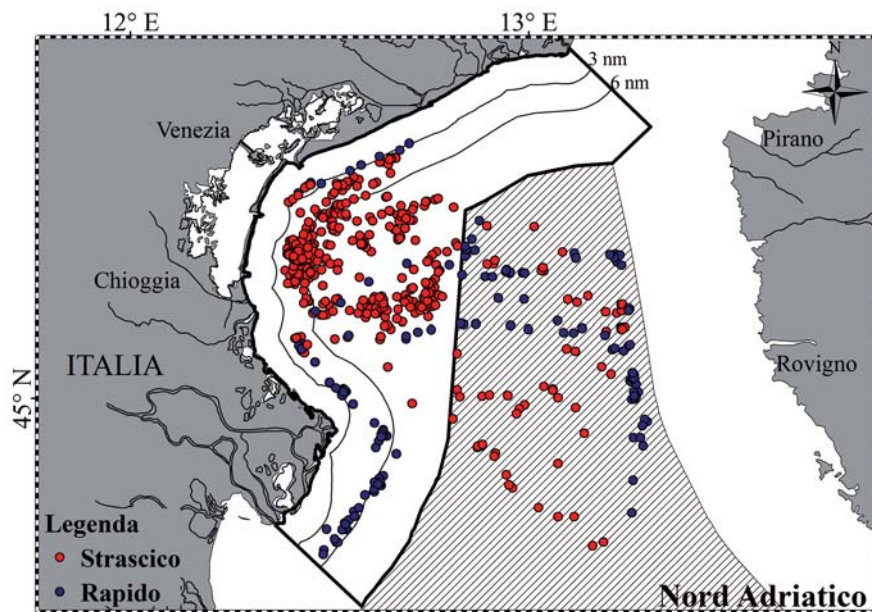 12° E
13° E
3 nm
6 nm
N
Venezia
Pirano
Chioggia
ITALIA
Rovigno
45° N
Legenda
Strascico
Rapido
Nord Adriatico